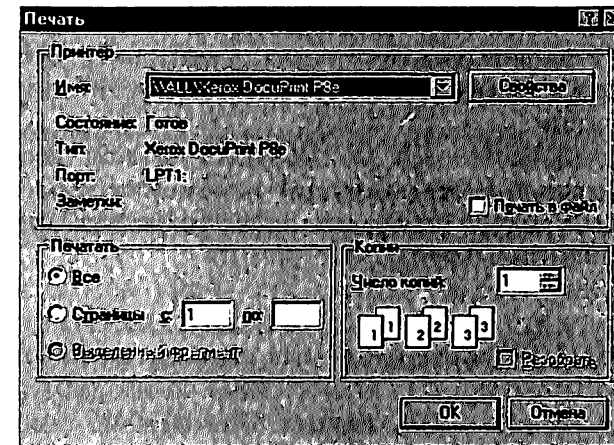 Печать
Принтер
Имя: \\ALL\Xerox DocuPrint P8e
Свойства
Состояние: Готов
Тип: Xerox DocuPrint P8e
Порт: LPT1:
Заметки:
Печать в файл
Печатать
Все
Страницы с: 1 по:
Выделенный фрагмент
Копии
Число копий: 1
1 1 2 2 3 3
Разобрать
OK
Отмена